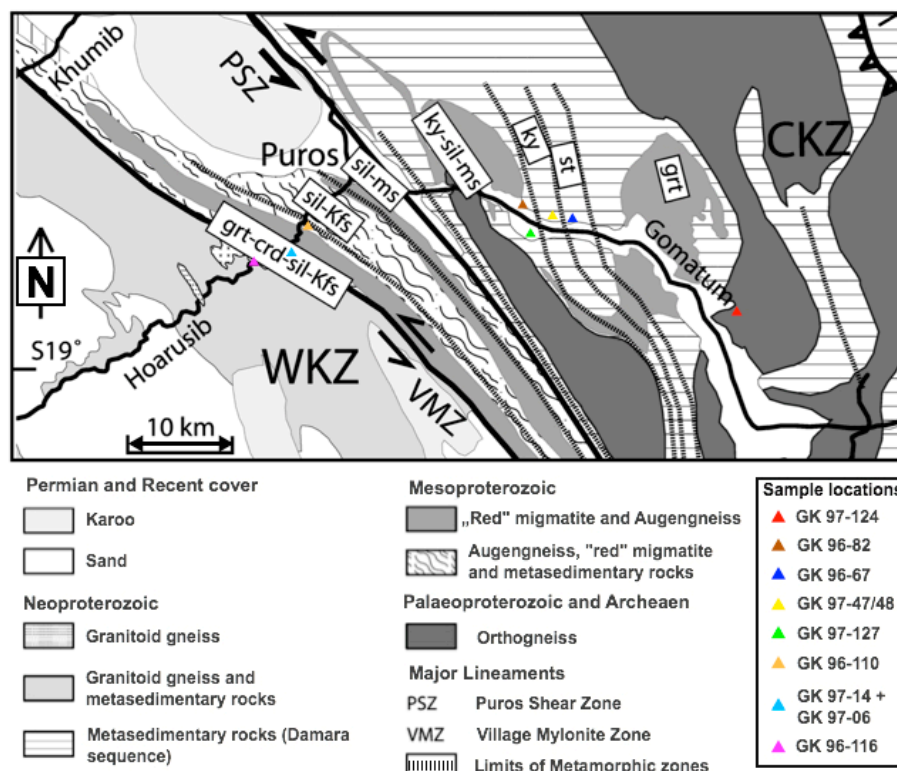 Khumib
PSZ
Puros
sil-ms
sil-Kfs
grt-crd-sil-Kfs
ky-sil-ms
ky
st
grt
CKZ
Gomatum
N
S19°
Hoarusib
WKZ
VMZ
10 km
Permian and Recent cover
Karoo
Sand
Neoproterozoic
Granitoid gneiss
Granitoid gneiss and
metasedimentary rocks
Metasedimentary rocks (Damara
sequence)
Mesoproterozoic
„Red" migmatite and Augengneiss
Augengneiss, "red" migmatite
and metasedimentary rocks
Palaeoproterozoic and Archeaen
Orthogneiss
Major Lineaments
PSZ Puros Shear Zone
VMZ Village Mylonite Zone
Limits of Metamorphic zones
Sample locations
GK 97-124
GK 96-82
GK 96-67
GK 97-47/48
GK 97-127
GK 96-110
GK 97-14 +
GK 97-06
GK 96-116